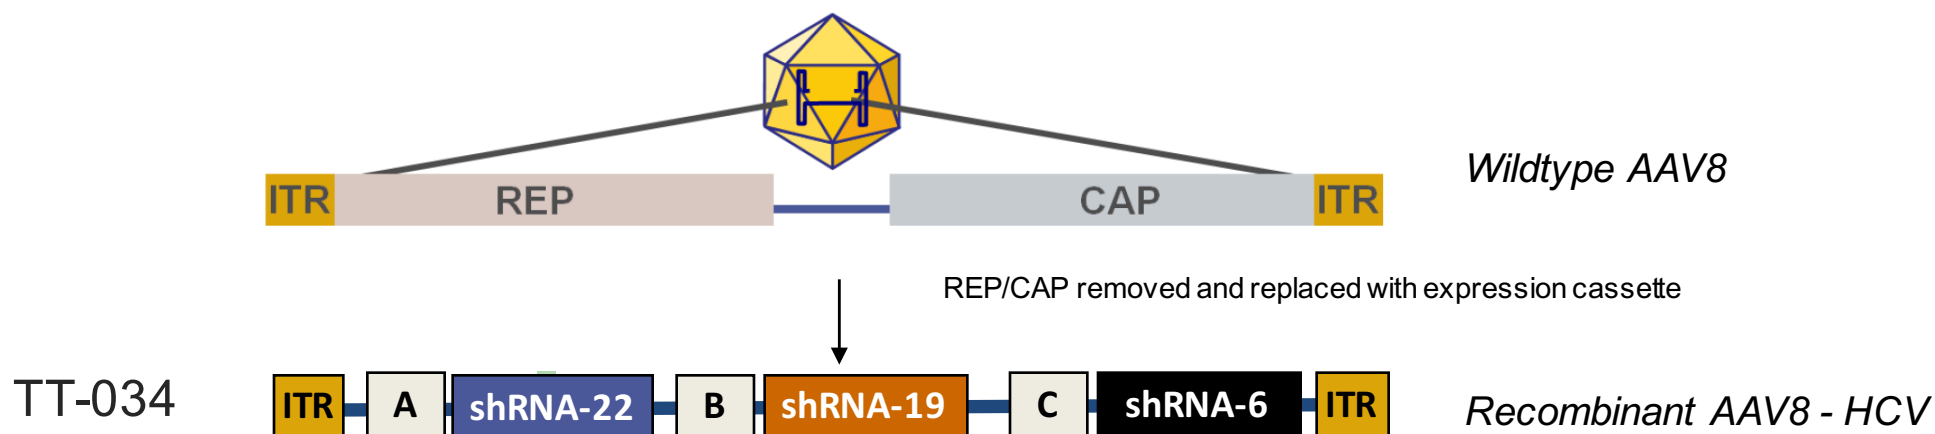 ITR REP CAP ITR
Wildtype AAV8
REP/CAP removed and replaced with expression cassette
TT-034
ITR A shRNA-22 B shRNA-19 C shRNA-6 ITR
Recombinant AAV8 - HCV